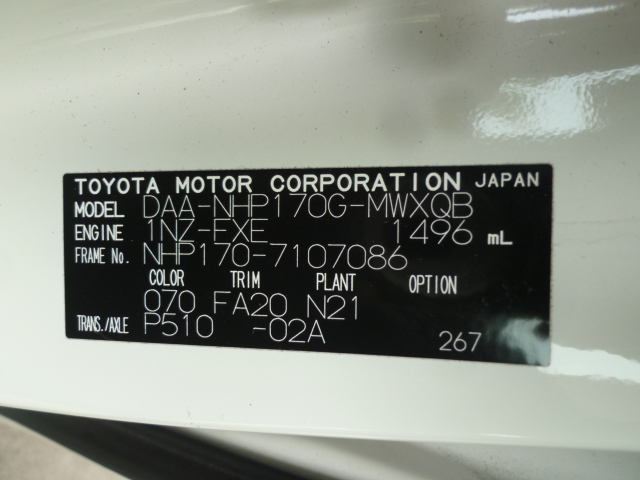 TOYOTA MOTOR CORPORATION JAPAN
MODEL DAA-NHP170G-MWXQB
ENGINE 1NZ-FXE 1496 mL
FRAME No. NHP170-7107086
COLOR TRIM PLANT OPTION
070 FA20 N21
TRANS./AXLE P510 -02A
267